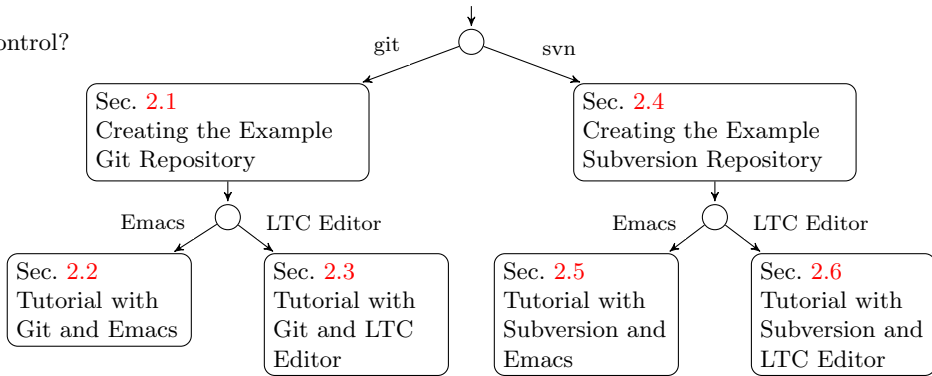 git
svn
Sec. 2.1
Creating the Example
Git Repository
Sec. 2.4
Creating the Example
Subversion Repository
Emacs
LTC Editor
Emacs
LTC Editor
Sec. 2.2
Tutorial with
Git and Emacs
Sec. 2.3
Tutorial with
Git and LTC
Editor
Sec. 2.5
Tutorial with
Subversion and
Emacs
Sec. 2.6
Tutorial with
Subversion and
LTC Editor